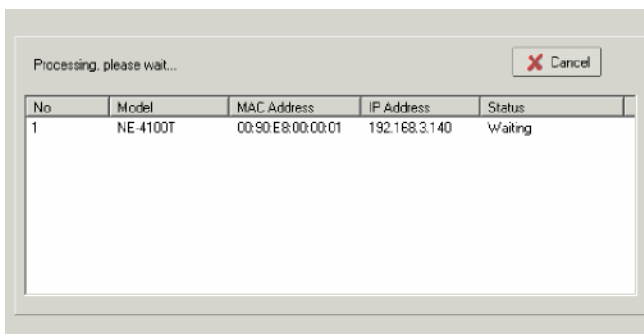 Processing, please wait...
Cancel
No Model MAC Address IP Address Status
1 NE-4100T 00:90:E8:00:00:01 192.168.3.140 Waiting